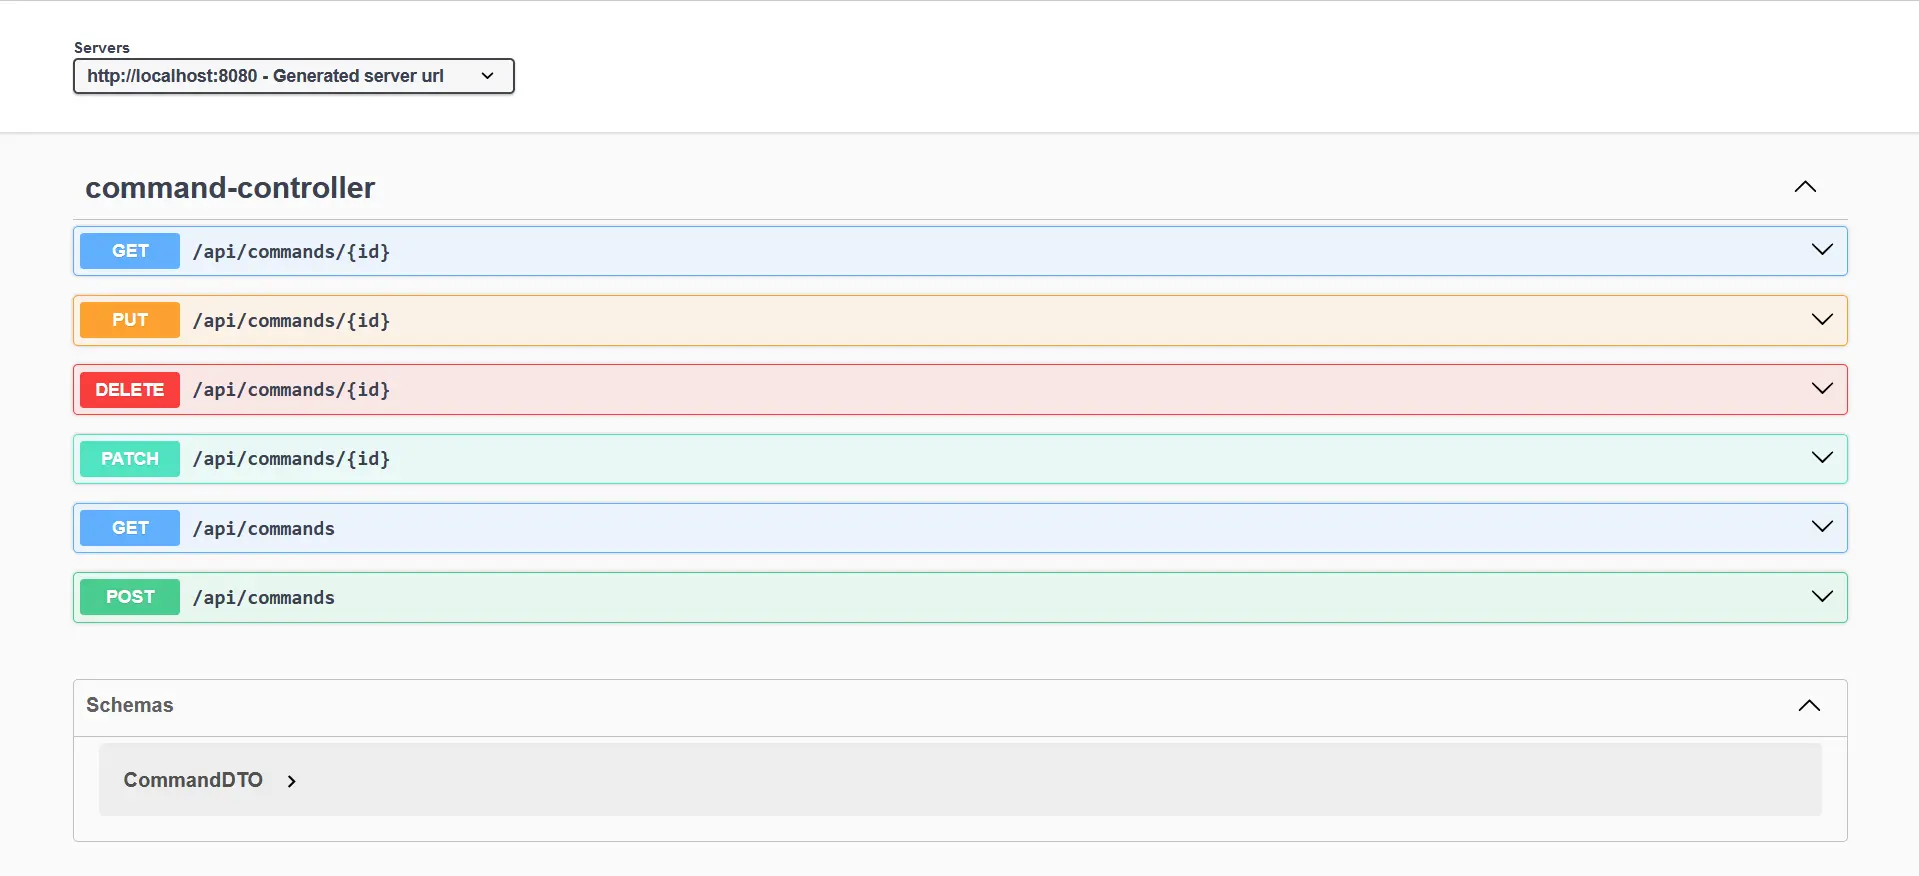 Servers
http://localhost:8080 - Generated server url
command-controller
GET /api/commands/{id}
PUT /api/commands/{id}
DELETE /api/commands/{id}
PATCH /api/commands/{id}
GET /api/commands
POST /api/commands
Schemas
CommandDTO